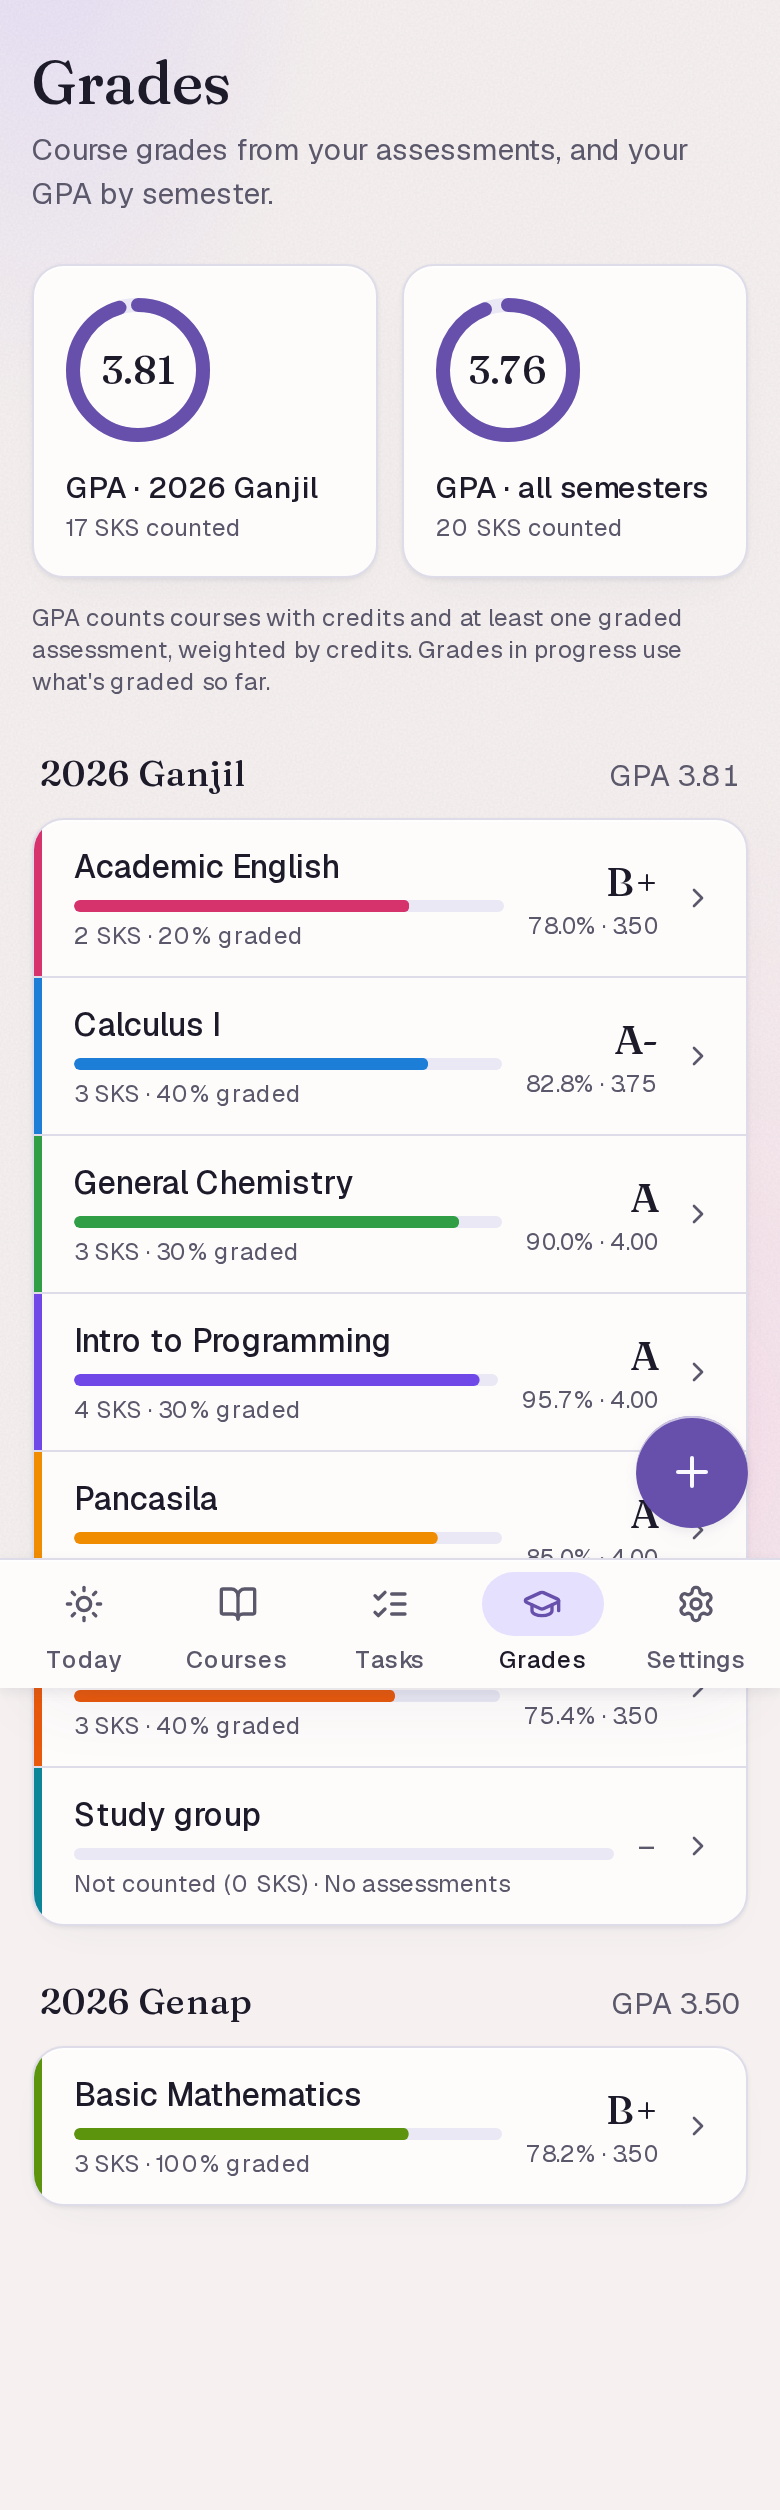 Grades
Course grades from your assessments, and your
GPA by semester.
3.81
GPA · 2026 Ganjil
17 SKS counted
3.76
GPA · all semesters
20 SKS counted
GPA counts courses with credits and at least one graded
assessment, weighted by credits. Grades in progress use
what's graded so far.
2026 Ganjil
GPA 3.81
Academic English
B+
2 SKS · 20% graded
78.0% · 3.50
Calculus I
A-
3 SKS · 40% graded
82.8% · 3.75
General Chemistry
A
3 SKS · 30% graded
90.0% · 4.00
Intro to Programming
A
4 SKS · 30% graded
95.7% · 4.00
Pancasila
A
85.0% · 4.00
Today
Courses
Tasks
Grades
Settings
3 SKS · 40% graded
75.4% · 3.50
Study group
–
Not counted (0 SKS) · No assessments
2026 Genap
GPA 3.50
Basic Mathematics
B+
3 SKS · 100% graded
78.2% · 3.50